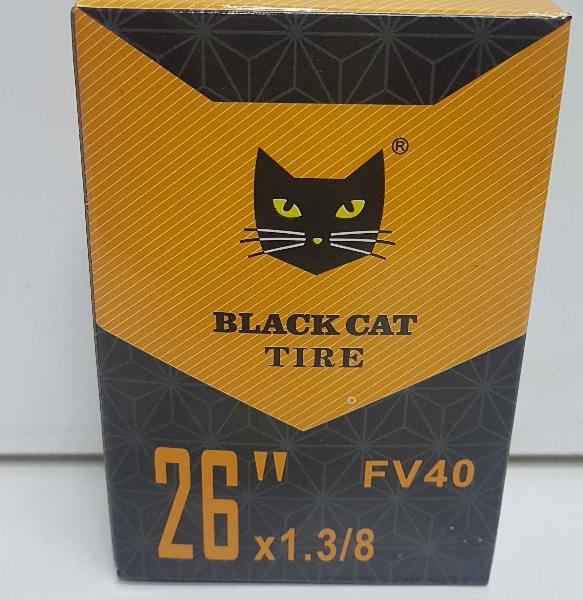 ®
BLACK CAT
TIRE
26" x1.3/8
FV40